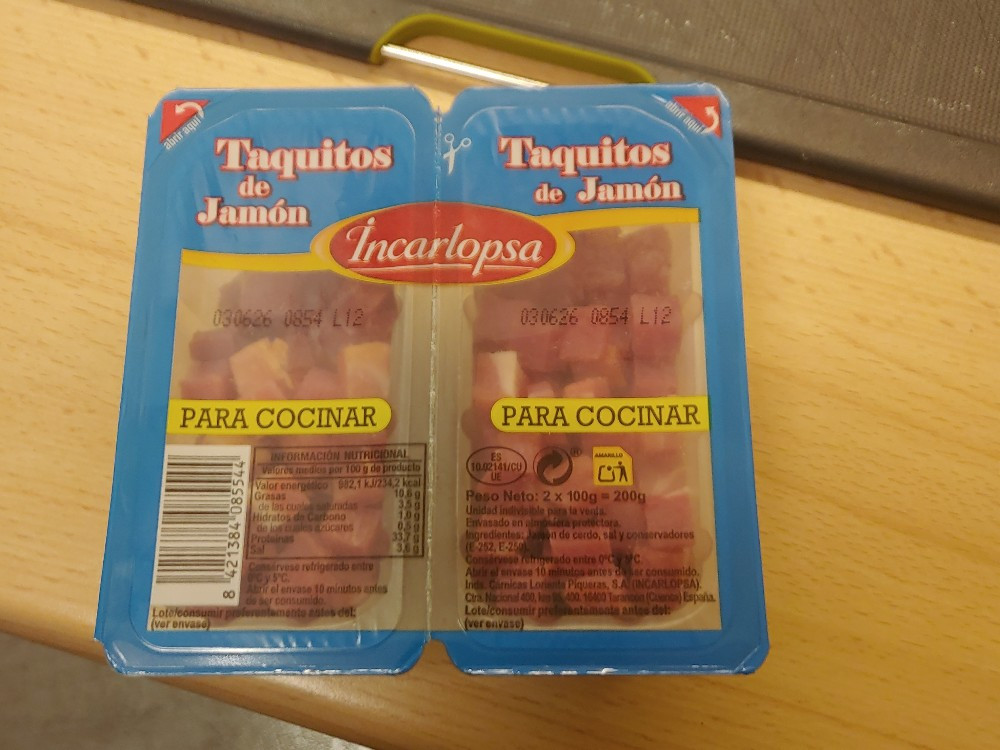 abrir aquí
Taquitos
de
Jamón
abrir aquí
Taquitos
de Jamón
Incarlopsa
030626 0854 L12
030626 0854 L12
PARA COCINAR
PARA COCINAR
8 421384 085544
INFORMACIÓN NUTRICIONAL
Valores medios por 100 g de producto
Valor energético 982,1 kJ/234,2 kcal
Grasas 10,6 g
de las cuales saturadas 3,5 g
Hidratos de Carbono 1,0 g
de los cuales azúcares 0,5 g
Proteínas 33,7 g
Sal 3,6 g
Consérvese refrigerado entre
0ºC y 5ºC.
Abrir el envase 10 minutos antes
de ser consumido.
Lote/consumir preferentemente antes del:
(ver envase)
ES
10.02141/CU
UE
AMARILLO
Peso Neto: 2 x 100g = 200g
Unidad indivisible para la venta.
Envasado en atmósfera protectora.
Ingredientes: Jamón de cerdo, sal y conservadores
(E-252, E-250).
Consérvese refrigerado entre 0ºC y 5ºC.
Abrir el envase 10 minutos antes de ser consumido.
Inds. Cárnicas Loriente Piqueras, S.A. (INCARLOPSA).
Ctra. Nacional 400, km 95,400. 16400 Tarancón (Cuenca) España.
Lote/consumir preferentemente antes del:
(ver envase)